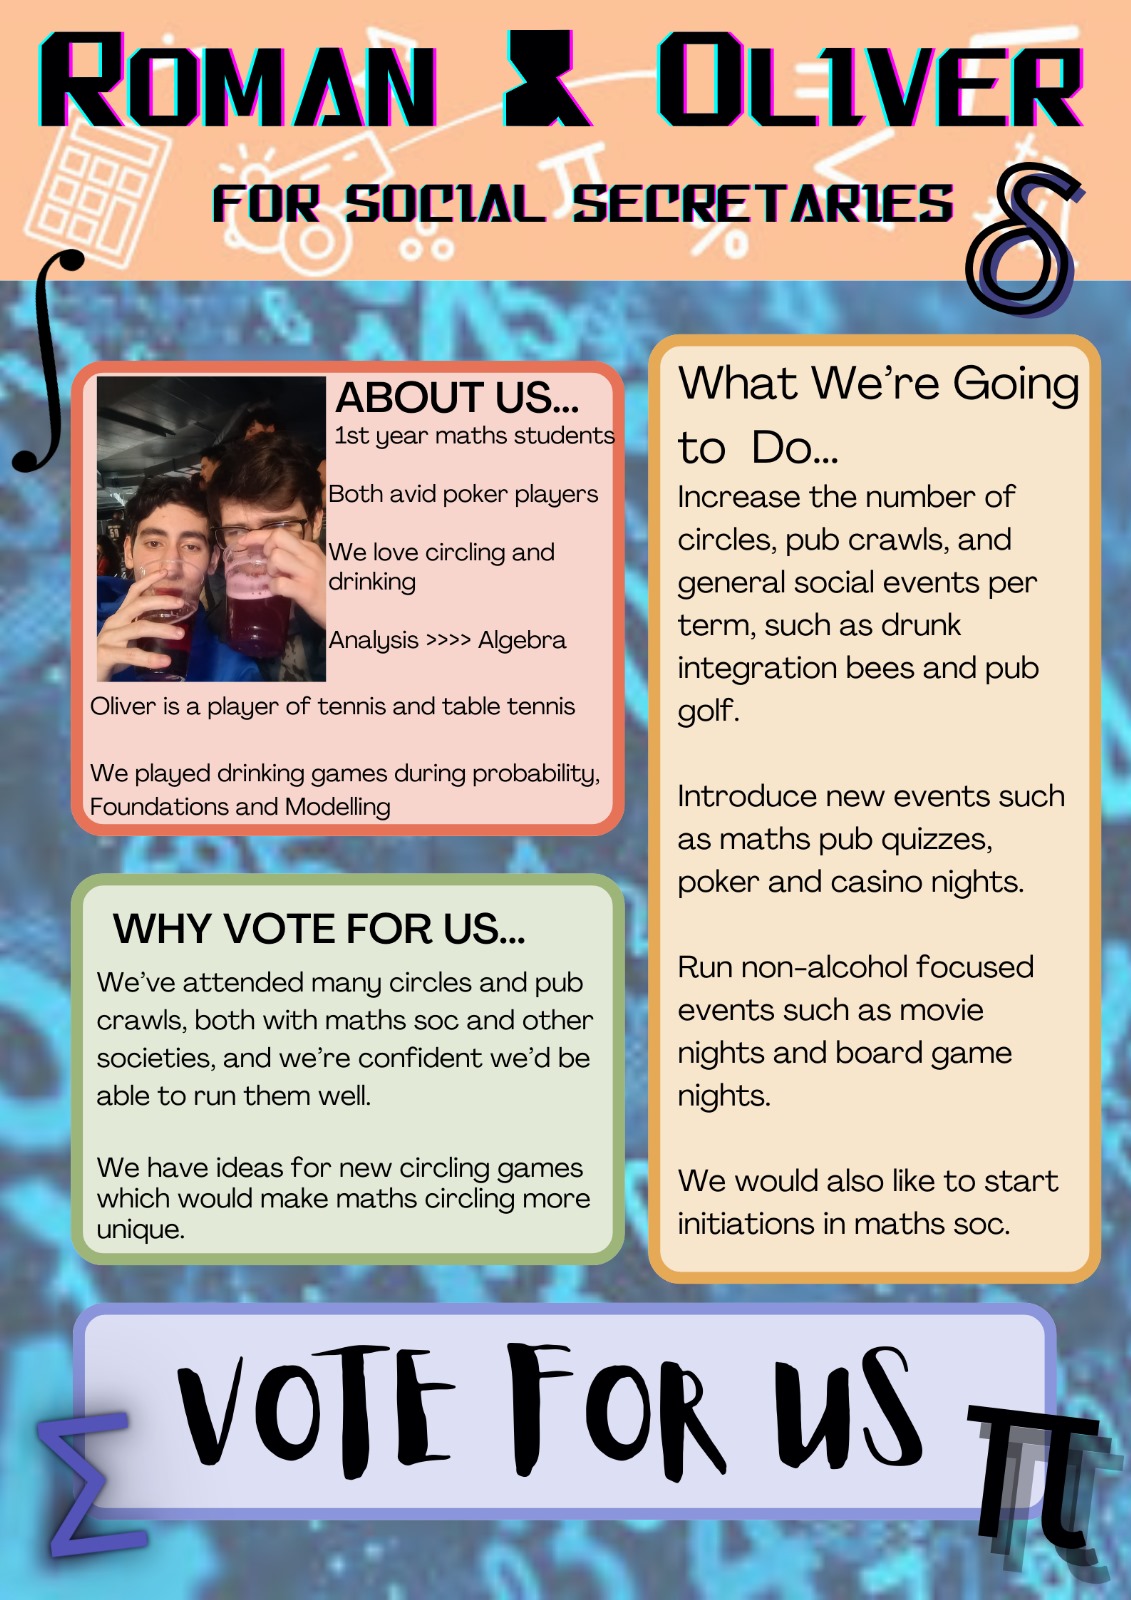 ROMAN & OLIVER
FOR SOCIAL SECRETARIES
∫
δ
ABOUT US...
1st year maths students
Both avid poker players
We love circling and
drinking
Analysis >>>> Algebra
Oliver is a player of tennis and table tennis
We played drinking games during probability,
Foundations and Modelling
WHY VOTE FOR US...
We've attended many circles and pub
crawls, both with maths soc and other
societies, and we're confident we'd be
able to run them well.
We have ideas for new circling games
which would make maths circling more
unique.
What We're Going
to Do...
Increase the number of
circles, pub crawls, and
general social events per
term, such as drunk
integration bees and pub
golf.
Introduce new events such
as maths pub quizzes,
poker and casino nights.
Run non-alcohol focused
events such as movie
nights and board game
nights.
We would also like to start
initiations in maths soc.
VOTE FOR US
Σ
π